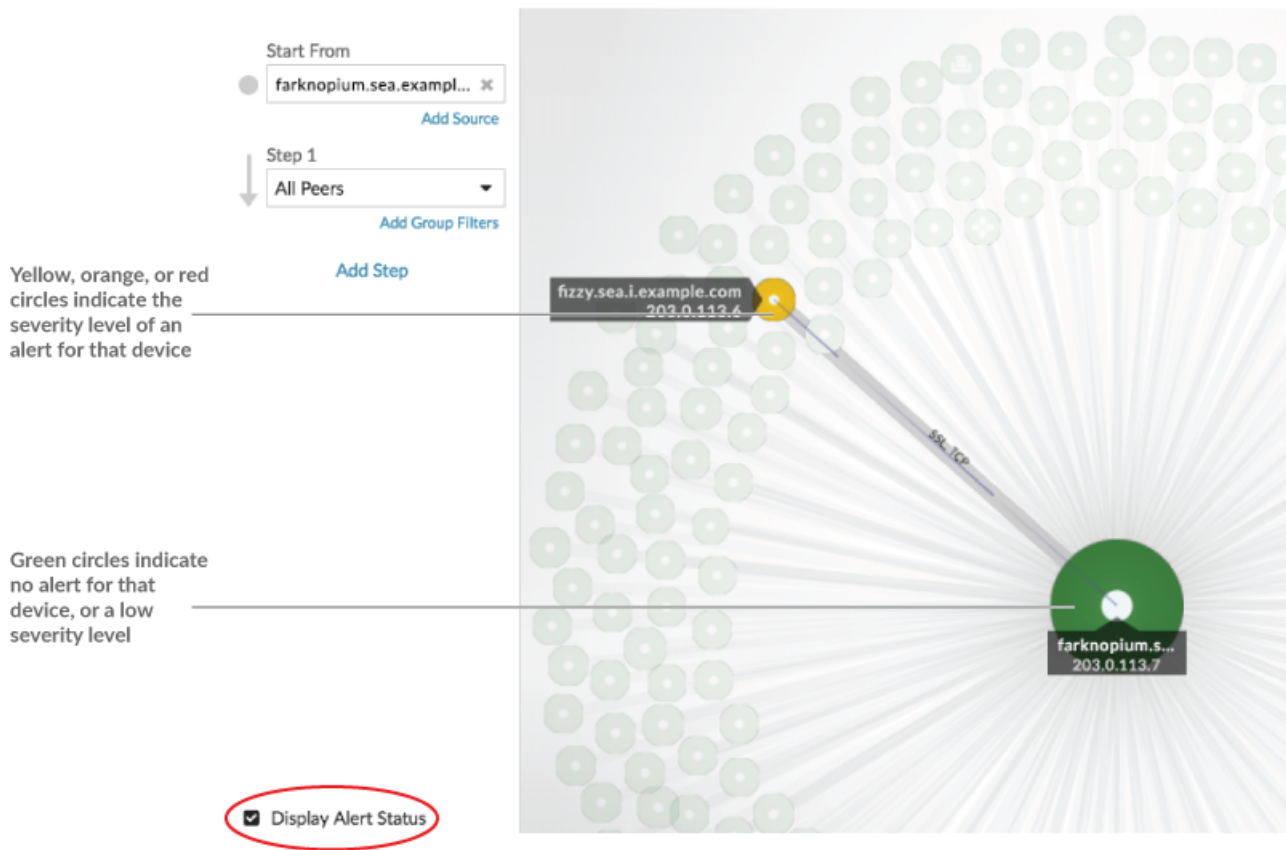 Start From
farknopium.sea.exampl...
Add Source
Step 1
All Peers
Add Group Filters
Add Step
Yellow, orange, or red
circles indicate the
severity level of an
alert for that device
fizzy.sea.i.example.com
203.0.113.6
SSL, TCP
Green circles indicate
no alert for that
device, or a low
severity level
farknopium.s...
203.0.113.7
Display Alert Status